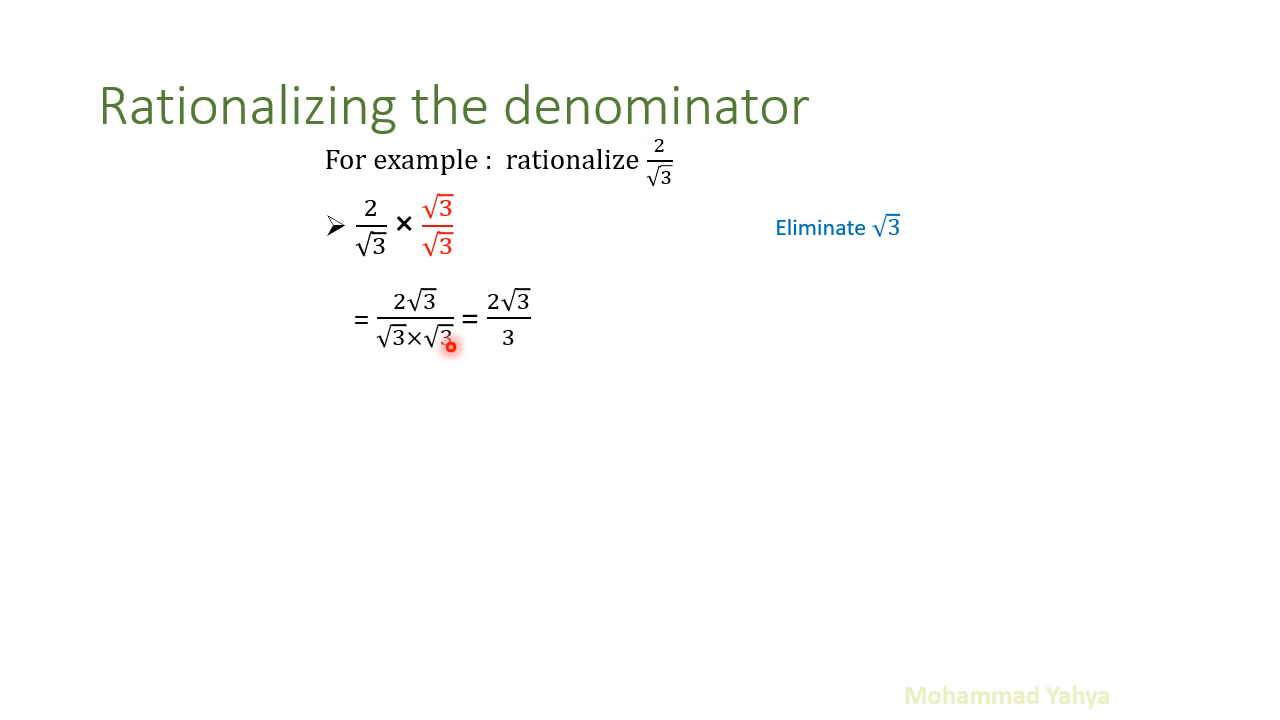 Rationalizing the denominator
For example : rationalize 2/√3
➢ 2/√3 × √3/√3 Eliminate √3
= 2√3/√3×√3 = 2√3/3
Mohammad Yahya